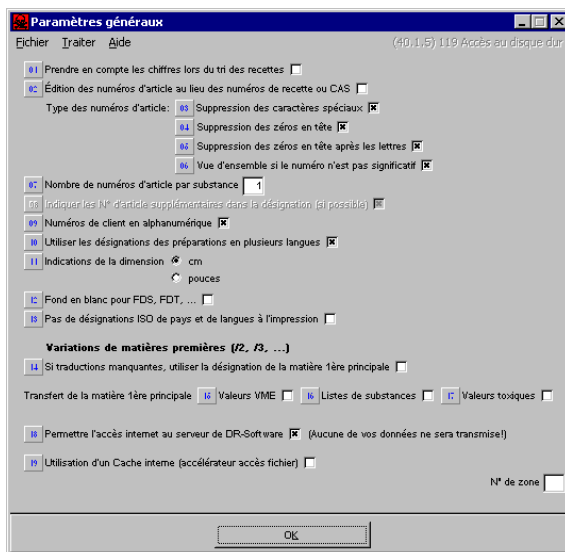 Paramètres généraux
Fichier Traiter Aide (40.1.5) 119 Accès au disque dur
01 Prendre en compte les chiffres lors du tri des recettes
02 Édition des numéros d'article au lieu des numéros de recette ou CAS
Type des numéros d'article: 03 Suppression des caractères spéciaux
04 Suppression des zéros en tête
05 Suppression des zéros en tête après les lettres
06 Vue d'ensemble si le numéro n'est pas significatif
07 Nombre de numéros d'article par substance 1
08 Indiquer les N° d'article supplémentaires dans la désignation (si possible)
09 Numéros de client en alphanumérique
10 Utiliser les désignations des préparations en plusieurs langues
11 Indications de la dimension cm
pouces
12 Fond en blanc pour FDS, FDT, ...
13 Pas de désignations ISO de pays et de langues à l'impression
Variations de matières premières (/2, /3, ...)
14 Si traductions manquantes, utiliser la désignation de la matière 1ère principale
Transfert de la matière 1ère principale 15 Valeurs VME 16 Listes de substances 17 Valeurs toxiques
18 Permettre l'accès internet au serveur de DR-Software (Aucune de vos données ne sera transmise!)
19 Utilisation d'un Cache interne (accélérateur accès fichier)
N° de zone
OK